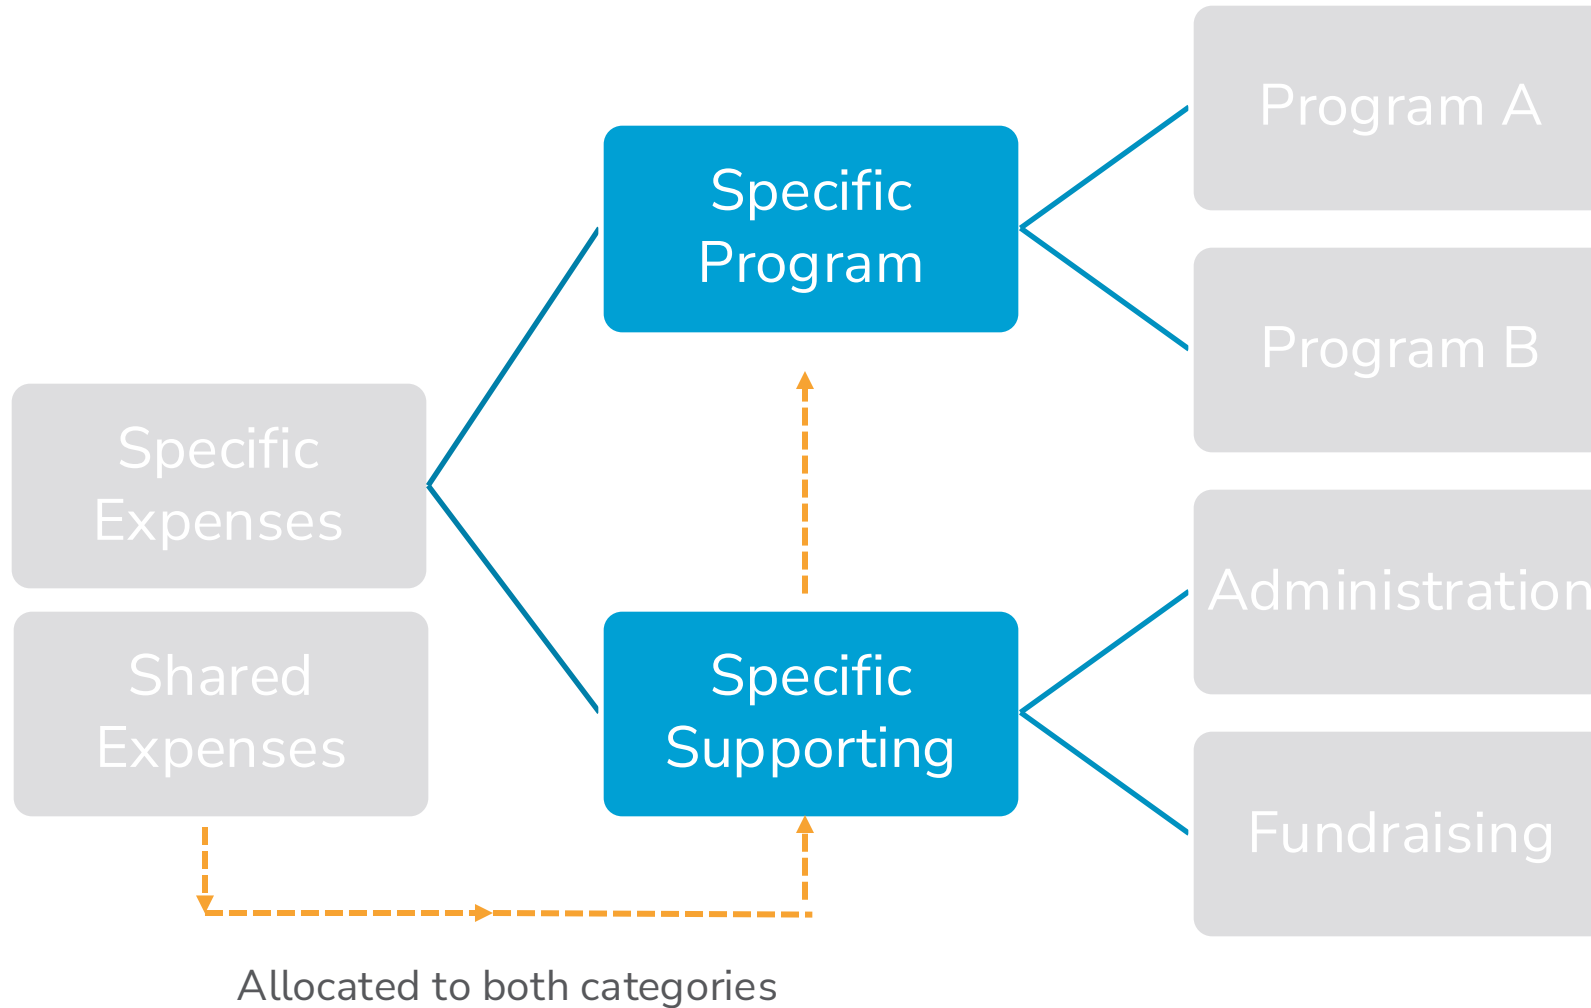 Specific
Expenses
Shared
Expenses
Specific
Program
Specific
Supporting
Program A
Program B
Administration
Fundraising
Allocated to both categories